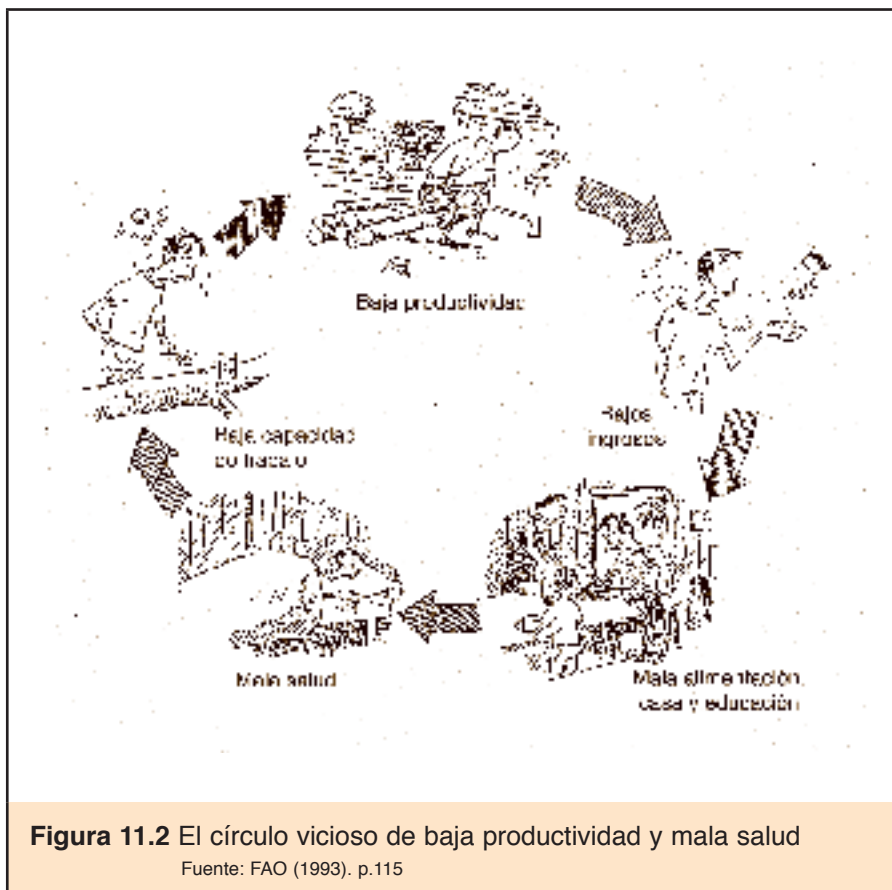 Baja productividad
Bajos
ingresos
Mala alimentación,
casa y educación
Mala salud
Baja capacidad
de trabajo
Figura 11.2 El círculo vicioso de baja productividad y mala salud
Fuente: FAO (1993). p.115